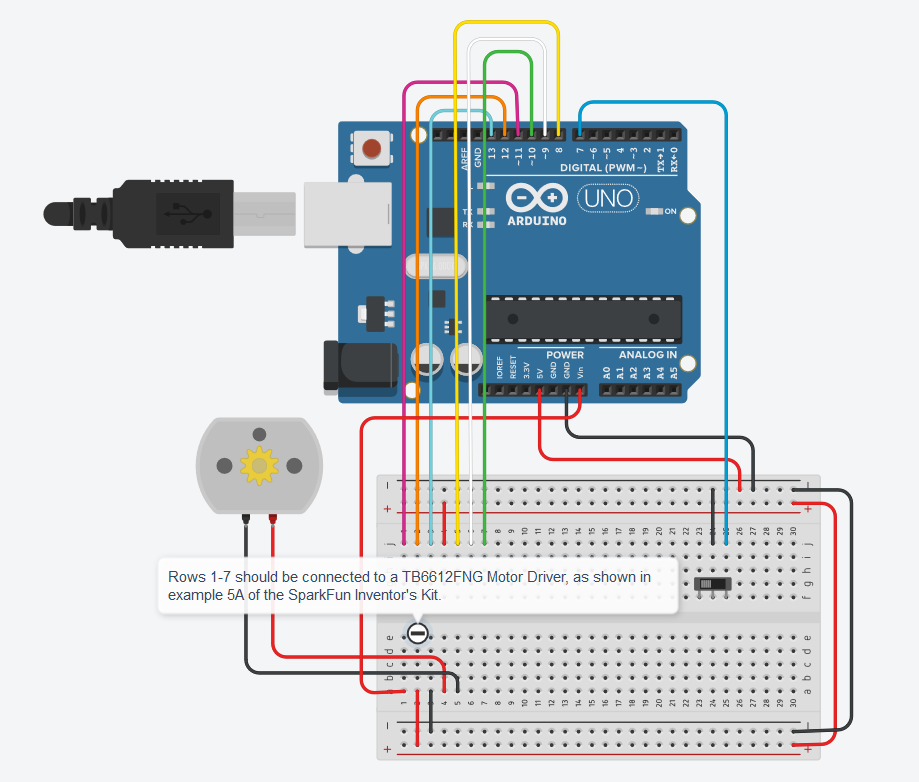 AREF
GND
13
12
~11
~10
~9
8
7
~6
~5
4
~3
2
TX→1
RX←0
DIGITAL (PWM~)
L
TX
RX
ARDUINO
UNO
ON
POWER
ANALOG IN
IOREF
RESET
3.3V
5V
GND
GND
Vin
A0
A1
A2
A3
A4
A5
Rows 1-7 should be connected to a TB6612FNG Motor Driver, as shown in
example 5A of the SparkFun Inventor's Kit.
j
h
g
f
j
i
h
g
f
e
d
c
b
e
d
c
b
a
1 2 3 4 5 6 7 8 9 10 11 12 13 14 15 16 17 18 19 20 21 22 23 24 25 26 27 28 29 30